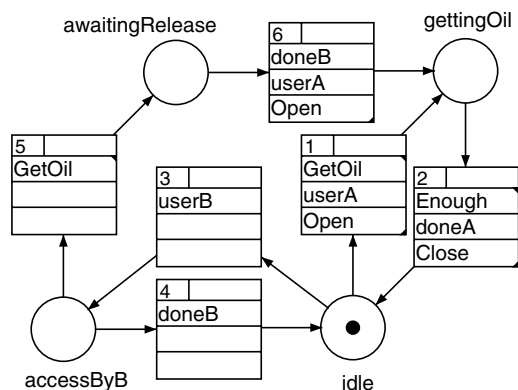 awaitingRelease
gettingOil
6
doneB
userA
Open
5
GetOil
1
GetOil
userA
Open
3
userB
2
Enough
doneA
Close
4
doneB
accessByB
idle